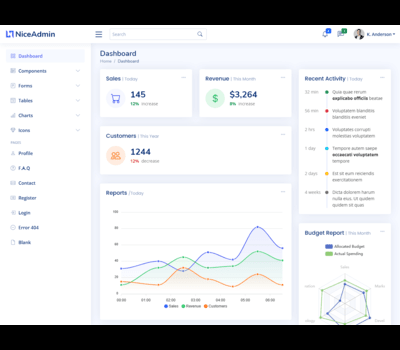 NiceAdmin
Search
K. Anderson
Dashboard
Components
Forms
Tables
Charts
Icons
PAGES
Profile
F.A.Q
Contact
Register
Login
Error 404
Blank
Dashboard
Home / Dashboard
Sales | Today
145
12% increase
Revenue | This Month
$3,264
8% increase
Customers | This Year
1244
12% decrease
Reports /Today
100
80
60
40
20
0
00:00 01:00 02:00 03:00 04:00 05:00 06:00
Sales Revenue Customers
Recent Activity | Today
32 min Quia quae rerum
explicabo officiis beatae
56 min Voluptatem blanditiis
blanditiis eveniet
2 hrs Voluptates corrupti
molestias voluptatem
1 day Tempore autem saepe
occaecati voluptatem
tempore
2 days Est sit eum reiciendis
exercitationem
4 weeks Dicta dolorem harum
nulla eius. Ut quidem
quidem sit quas
Budget Report | This Month
Allocated Budget
Actual Spending
Sales